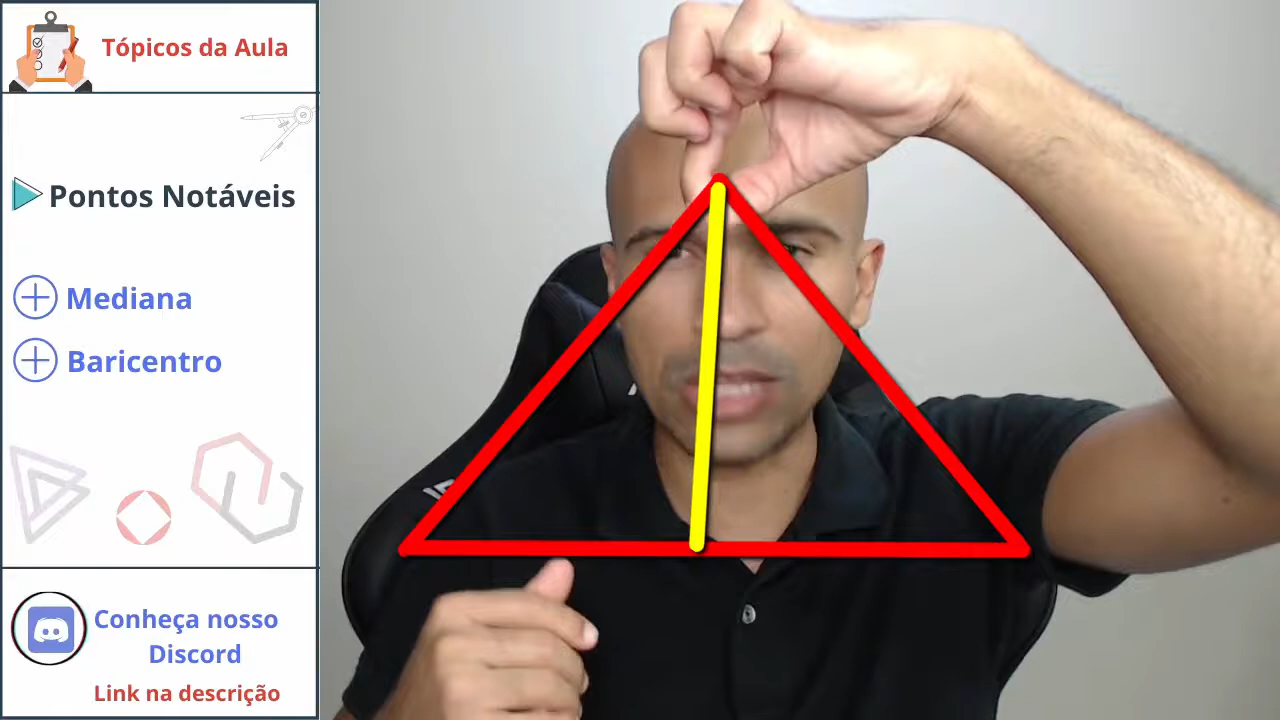 Tópicos da Aula
Pontos Notáveis
Mediana
Baricentro
Conheça nosso
Discord
Link na descrição